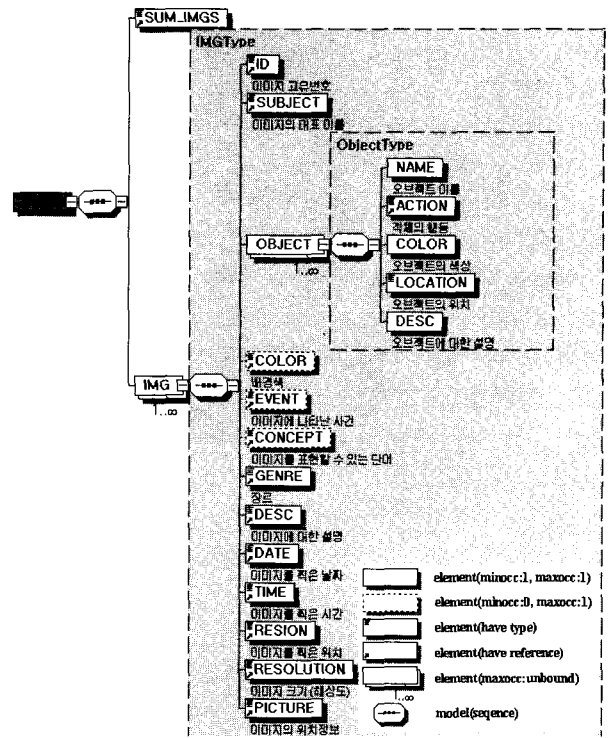 SUM_IMGS
IMGType
ID
이미지 고유번호
SUBJECT
이미지의 대표 이름
ObjectType
NAME
오브젝트 이름
ACTION
객체의 행동
OBJECT
1..∞
COLOR
오브젝트의 색상
LOCATION
오브젝트의 위치
DESC
오브젝트에 대한 설명
IMG
1..∞
COLOR
배경색
EVENT
이미지에 나타난 사건
CONCEPT
이미지를 표현할 수 있는 단어
GENRE
장르
DESC
이미지에 대한 설명
DATE
이미지를 찍은 날짜
TIME
이미지를 찍은 시간
RESION
이미지를 찍은 위치
RESOLUTION
이미지 크기 (해상도)
PICTURE
이미지의 위치정보
element(minocc:1, maxocc:1)
element(minocc:0, maxocc:1)
element(have type)
element(have reference)
element(maxocc:unbound)
1..∞
model(seqence)